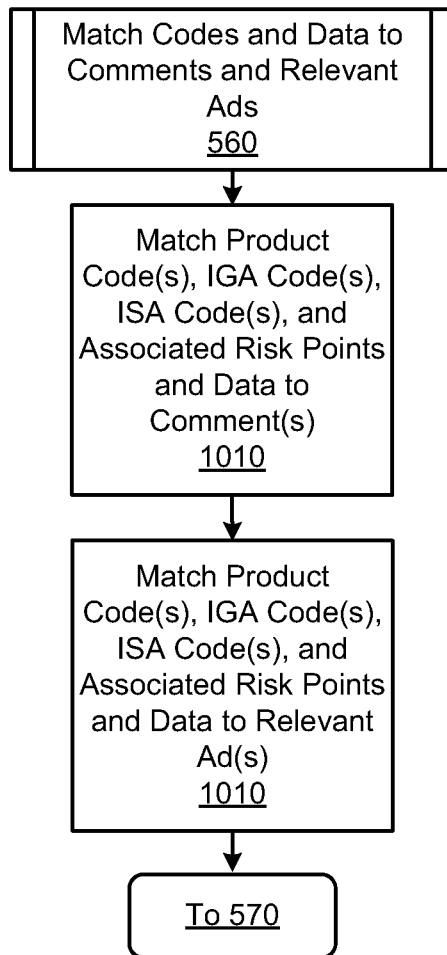 Match Codes and Data to
Comments and Relevant
Ads
560
Match Product
Code(s), IGA Code(s),
ISA Code(s), and
Associated Risk Points
and Data to
Comment(s)
1010
Match Product
Code(s), IGA Code(s),
ISA Code(s), and
Associated Risk Points
and Data to Relevant
Ad(s)
1010
To 570